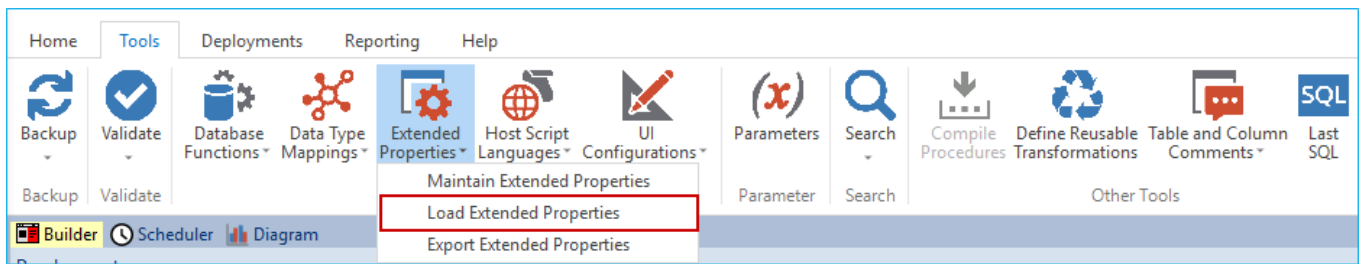 Home Tools Deployments Reporting Help
SQL
Backup Validate Database Data Type Extended Host Script UI Parameters Search Compile Define Reusable Table and Column Last
Functions Mappings Properties Languages Configurations Procedures Transformations Comments SQL
Maintain Extended Properties
Backup Validate Parameter Search Other Tools
Load Extended Properties
Builder Scheduler Diagram
Export Extended Properties